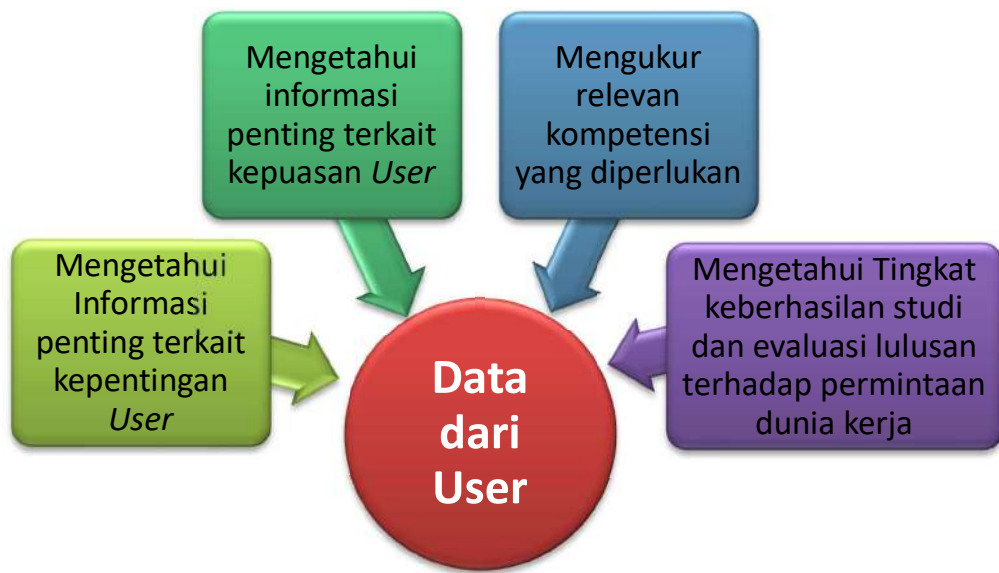 Mengetahui
informasi
penting terkait
kepuasan User
Mengukur
relevan
kompetensi
yang diperlukan
Mengetahui
Informasi
penting terkait
kepentingan
User
Mengetahui Tingkat
keberhasilan studi
dan evaluasi lulusan
terhadap permintaan
dunia kerja
Data
dari
User